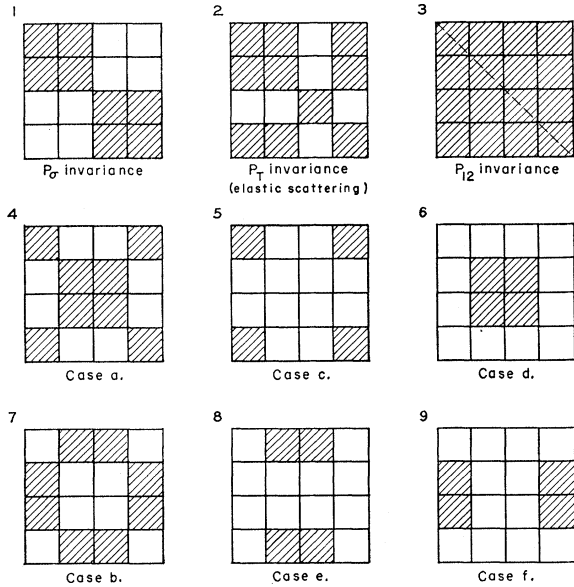 1
P_σ invariance
2
P_T invariance
(elastic scattering)
3
P_12 invariance
4
Case a.
5
Case c.
6
Case d.
7
Case b.
8
Case e.
9
Case f.